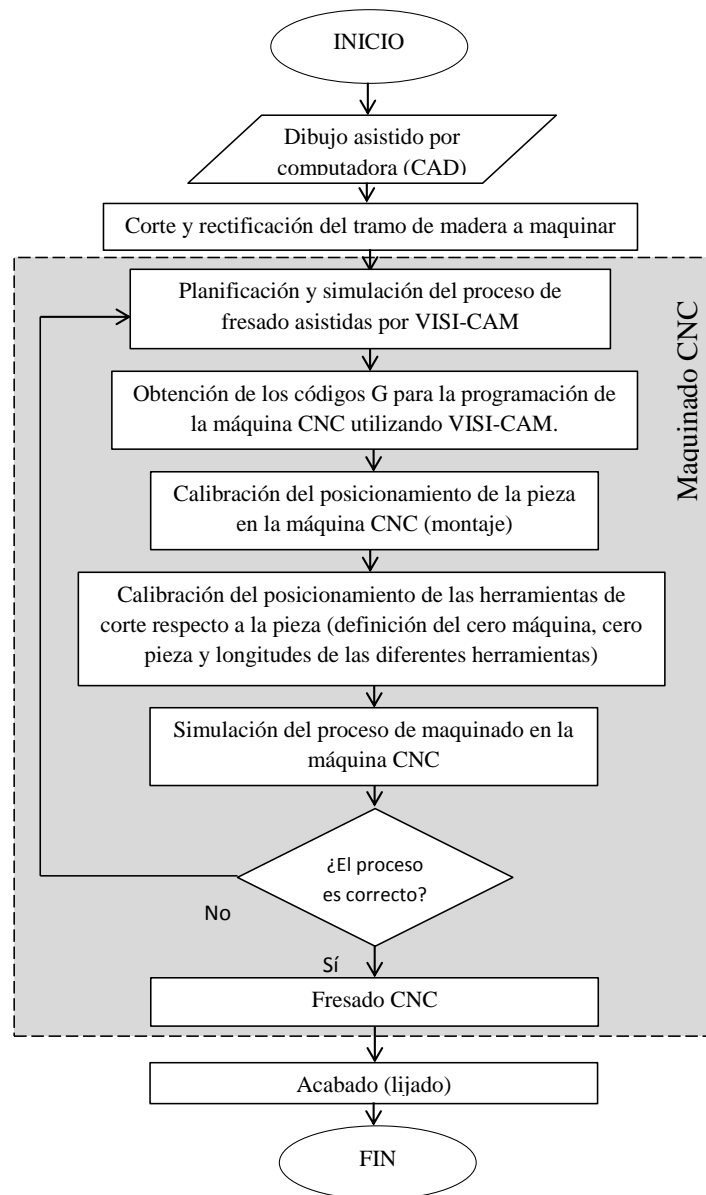 INICIO
Dibujo asistido por
computadora (CAD)
Corte y rectificación del tramo de madera a maquinar
Planificación y simulación del proceso de
fresado asistidas por VISI-CAM
Obtención de los códigos G para la programación de
la máquina CNC utilizando VISI-CAM.
Calibración del posicionamiento de la pieza
en la máquina CNC (montaje)
Calibración del posicionamiento de las herramientas de
corte respecto a la pieza (definición del cero máquina, cero
pieza y longitudes de las diferentes herramientas)
Simulación del proceso de maquinado en la
máquina CNC
¿El proceso
es correcto?
No
Sí
Fresado CNC
Maquinado CNC
Acabado (lijado)
FIN